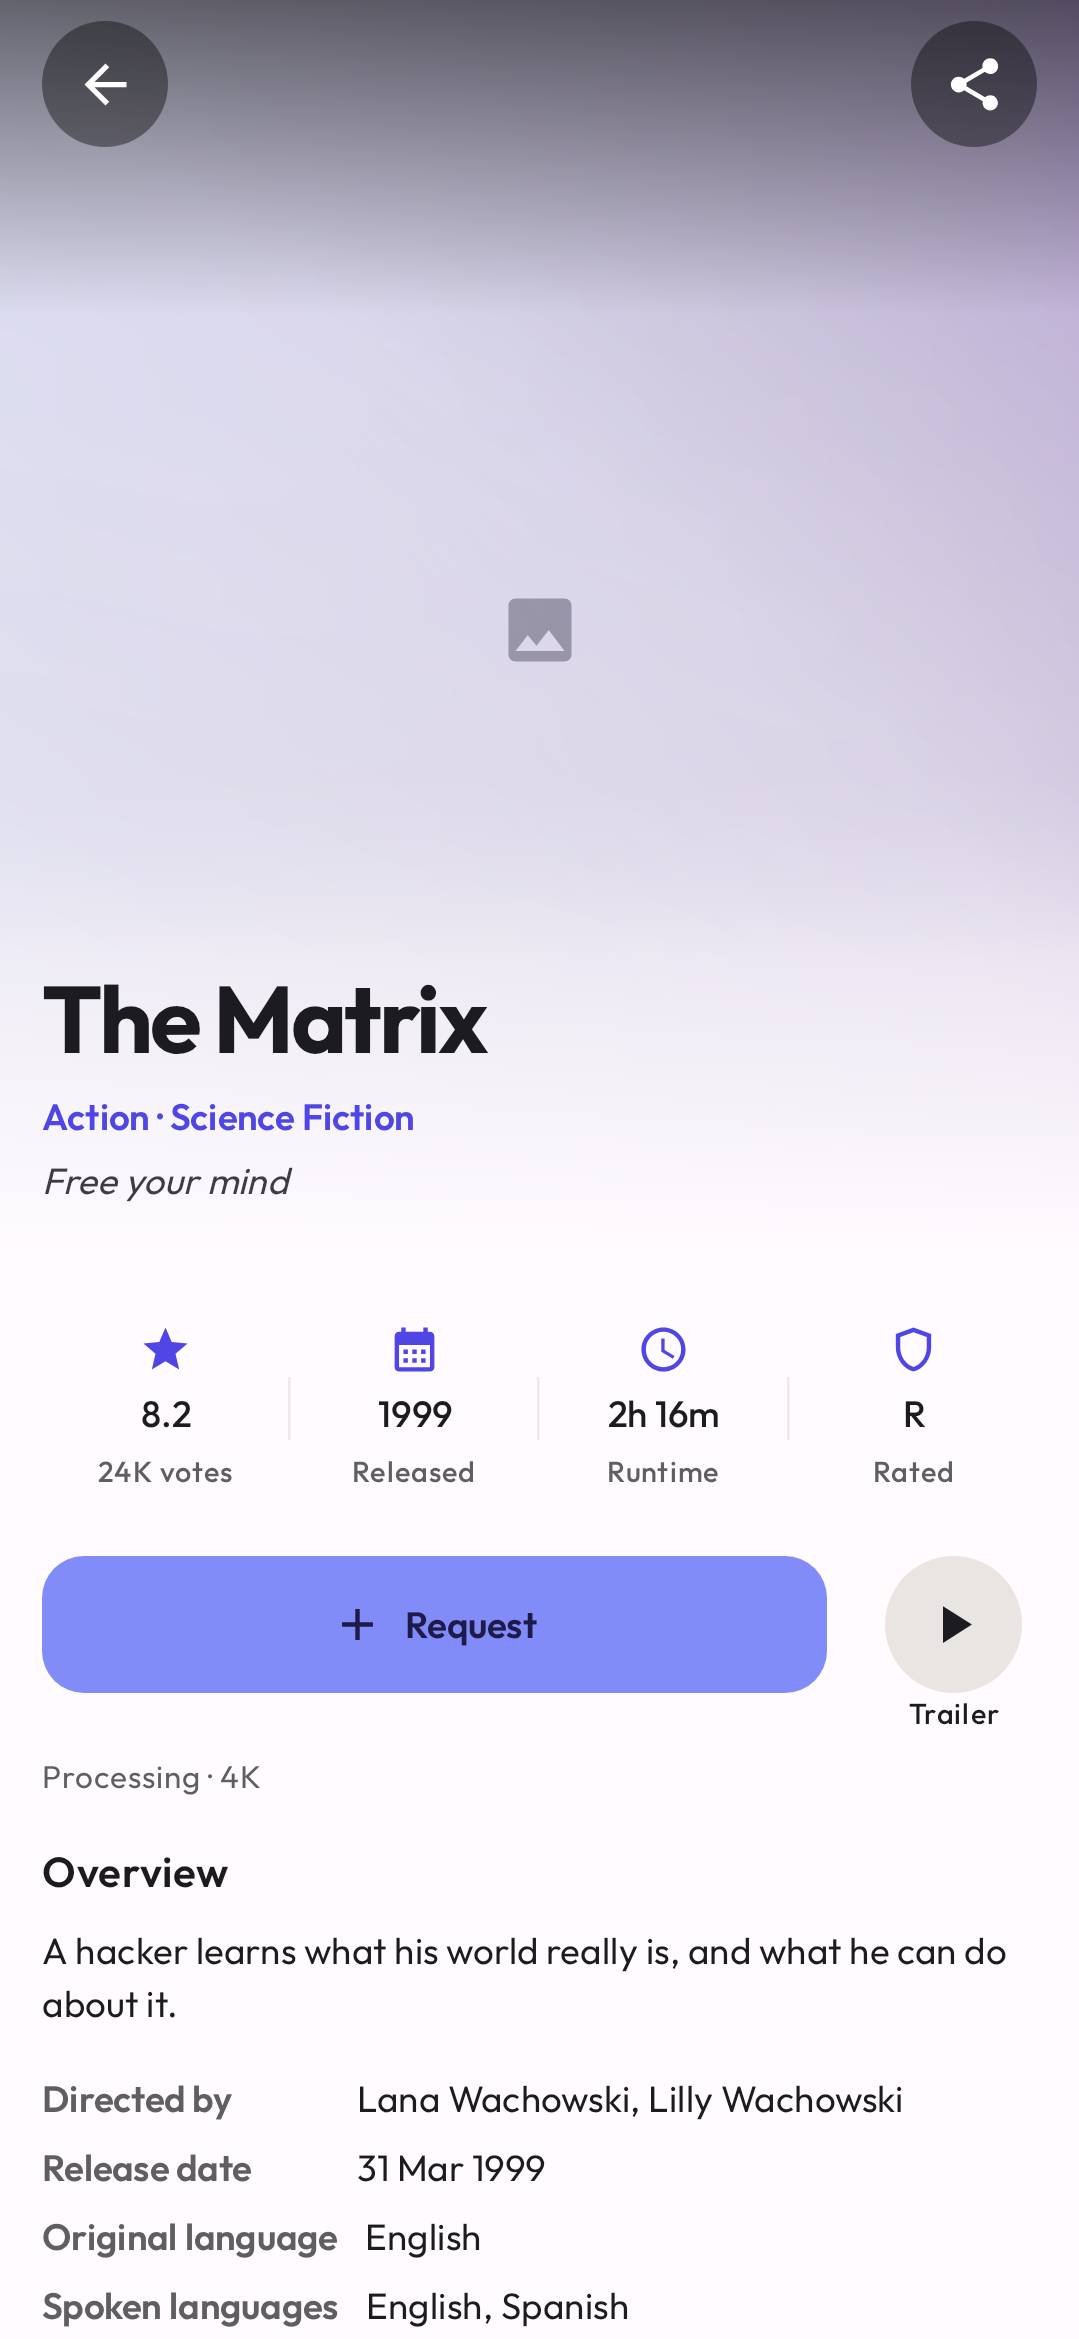 The Matrix
Action · Science Fiction
Free your mind
8.2
24K votes
1999
Released
2h 16m
Runtime
R
Rated
Request
Trailer
Processing · 4K
Overview
A hacker learns what his world really is, and what he can do
about it.
Directed by Lana Wachowski, Lilly Wachowski
Release date 31 Mar 1999
Original language English
Spoken languages English, Spanish